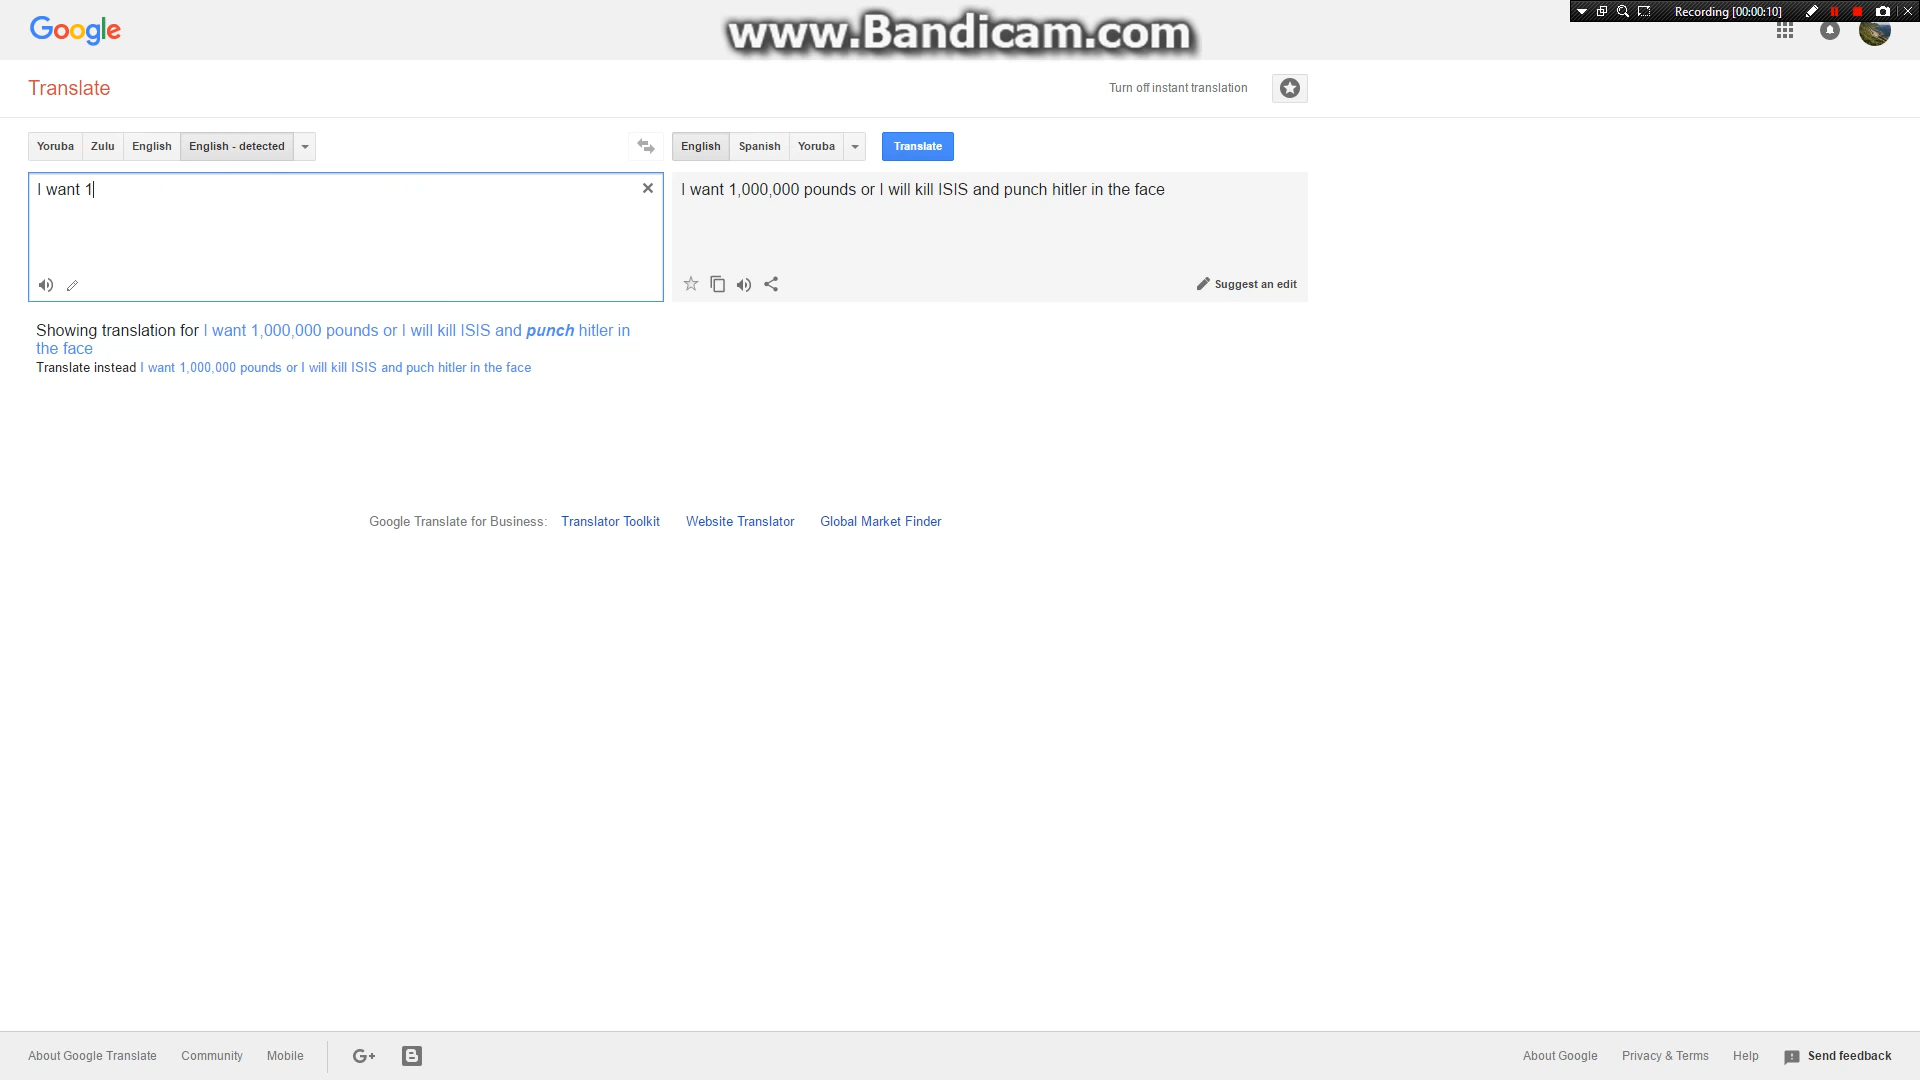 www.Bandicam.com
Recording [00:00:10]
Google
Translate
Turn off instant translation
Yoruba Zulu English English - detected
English Spanish Yoruba Translate
I want 1
I want 1,000,000 pounds or I will kill ISIS and punch hitler in the face
Suggest an edit
Showing translation for I want 1,000,000 pounds or I will kill ISIS and punch hitler in
the face
Translate instead I want 1,000,000 pounds or I will kill ISIS and puch hitler in the face
Google Translate for Business: Translator Toolkit Website Translator Global Market Finder
About Google Translate Community Mobile G+ B About Google Privacy & Terms Help Send feedback